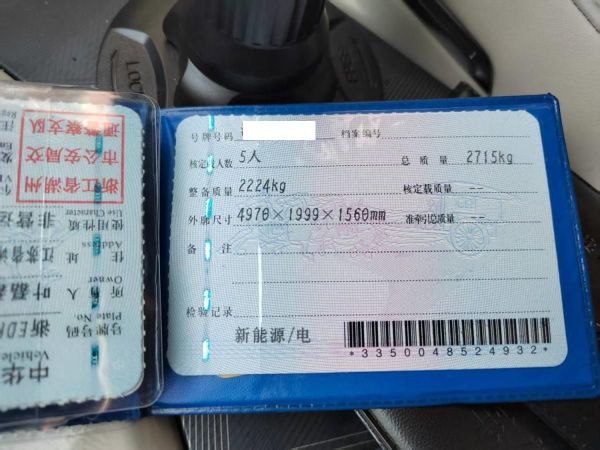 号牌号码 档案编号
核定载人数 5人 总质量 2715kg
整备质量 2224kg 核定载质量 --
外廓尺寸 4970×1999×1560mm 准牵引总质量 --
备注
检验记录
新能源/电
*3350048524932*
中华
Vehicle
号牌号码 浙ED
Plate No.
所有人
Owner
住址 江苏省
Address
使用性质 非营运
Use Character
浙江省湖州
市公安局交
通警察支队